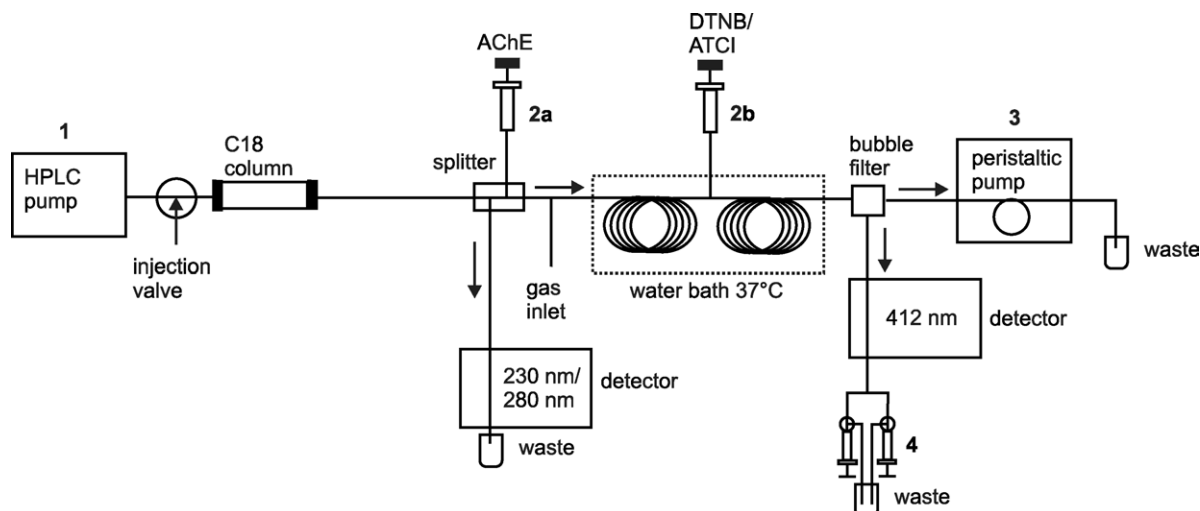 DTNB/
ATCI
AChE
2a
2b
1
3
C18
column
splitter
bubble
filter
HPLC
pump
peristaltic
pump
injection
valve
gas
inlet
water bath 37°C
waste
412 nm
detector
230 nm/
280 nm
detector
waste
4
waste